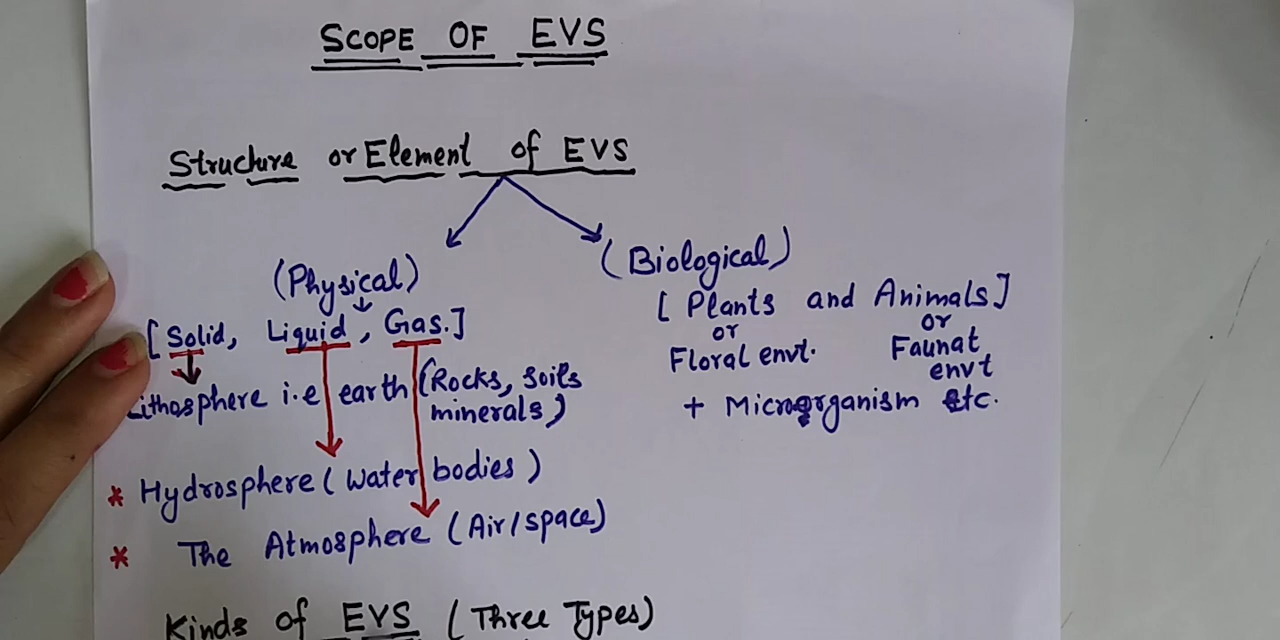 SCOPE OF EVS
Structure or Element of EVS
(Physical)
(Biological)
[Solid, Liquid, Gas.]
[Plants and Animals]
or
or
Floral envt.
Faunat
envt
+ Microorganism etc.
Lithosphere i.e earth (Rocks, Soils
minerals)
* Hydrosphere (Water bodies)
* The Atmosphere (Air/space)
Kinds of EVS (Three Types)